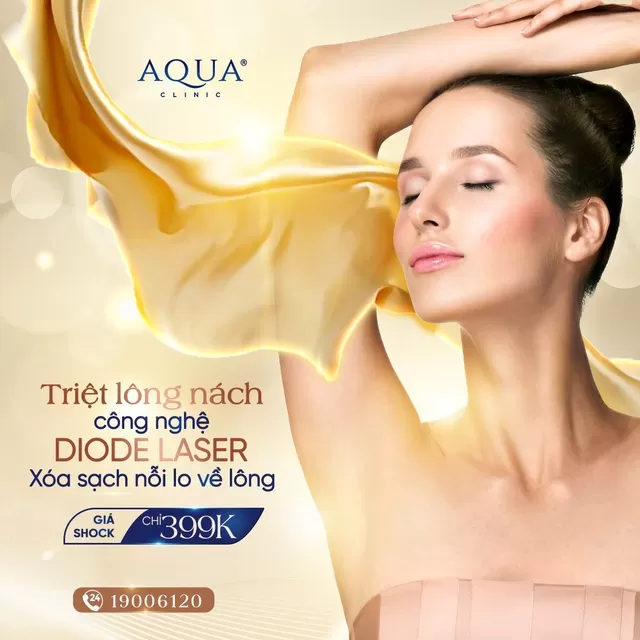 AQUA®
CLINIC
Triệt lông nách
công nghệ
DIODE LASER
Xóa sạch nỗi lo về lông
GIÁ
SHOCK
CHỈ 399K
24
19006120